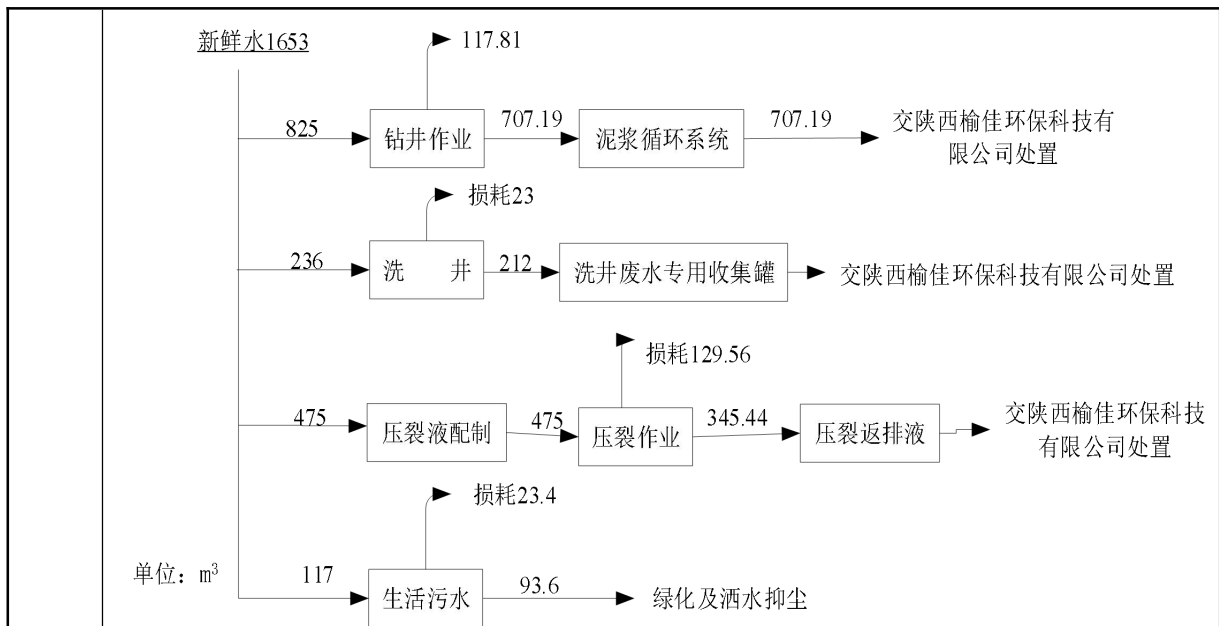 新鲜水1653
117.81
825
钻井作业
707.19
泥浆循环系统
707.19
交陕西榆佳环保科技有
限公司处置
损耗23
236
洗 井
212
洗井废水专用收集罐
交陕西榆佳环保科技有限公司处置
损耗129.56
475
压裂液配制
475
压裂作业
345.44
压裂返排液
交陕西榆佳环保科技
有限公司处置
损耗23.4
单位：m³
117
生活污水
93.6
绿化及洒水抑尘